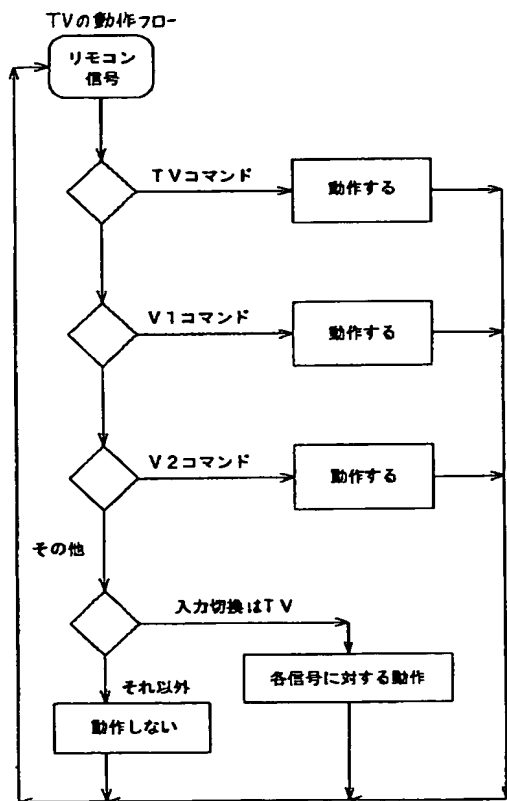 TVの動作フロー
リモコン
信号
TVコマンド
動作する
V1コマンド
動作する
V2コマンド
動作する
その他
入力切換はTV
それ以外
各信号に対する動作
動作しない